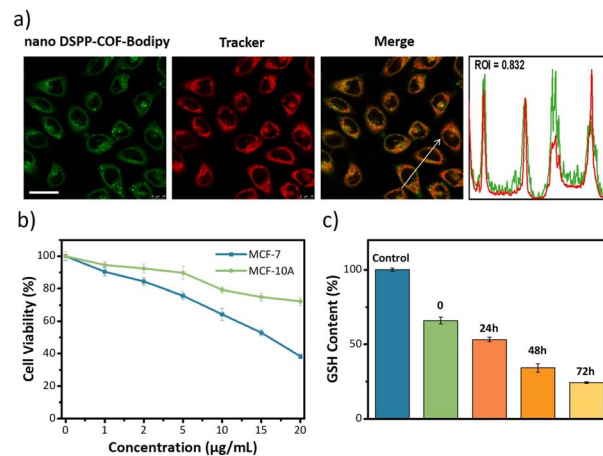 a)
nano DSPP-COF-Bodipy Tracker Merge
ROI = 0.832
b)
MCF-7
MCF-10A
Cell Viability (%)
100
80
60
40
20
0
0 1 2 5 10 15 20
Concentration (μg/mL)
c)
GSH Content (%)
100
50
0
Control
0
24h
48h
72h